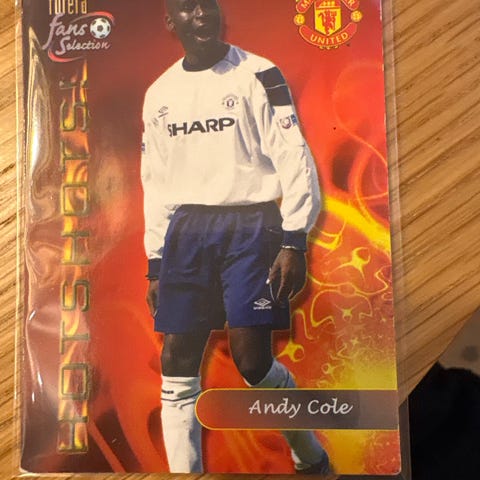 futera
fans
Selection
MANCHESTER
UNITED
SHARP
HOTSHOTS
UMBRO
Andy Cole